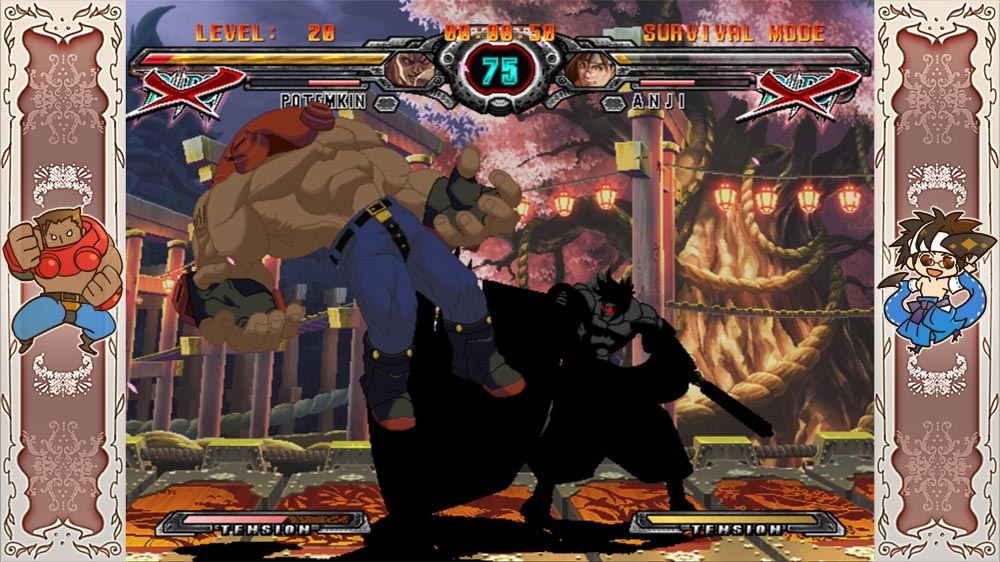 LEVEL: 20 00:00:50 SURVIVAL MODE
75
POTEMKIN ANJI
TENSION TENSION